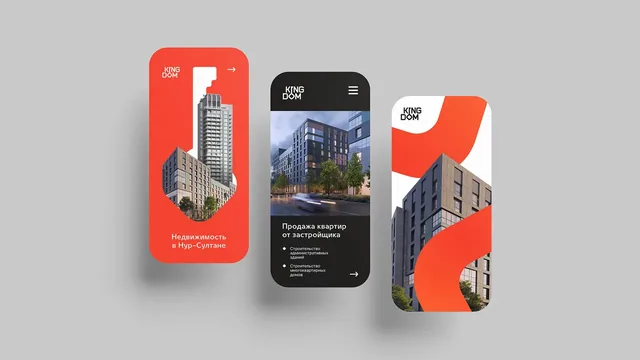 KING
DOM
→
Недвижимость
в Нур-Султане
KING
DOM
Продажа квартир
от застройщика
Строительство
административных
зданий
Строительство
многоквартирных
домов
→
KING
DOM